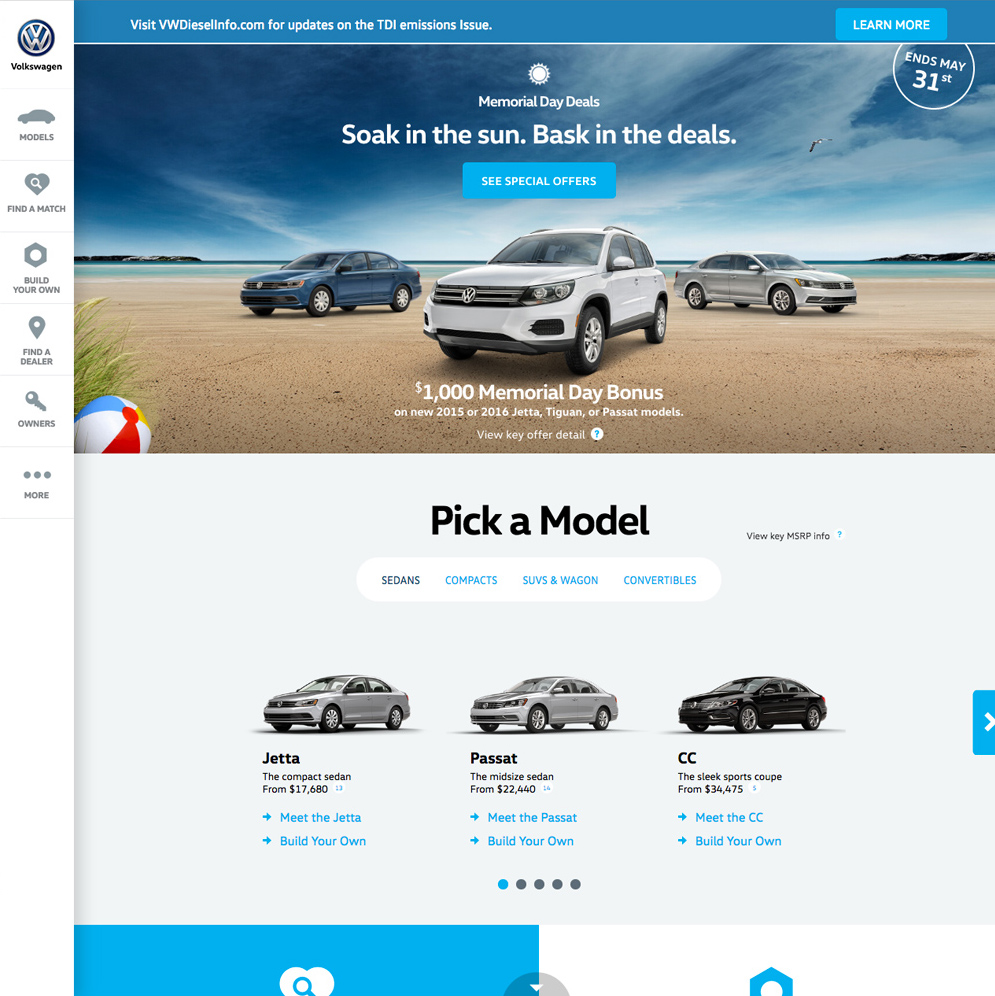 Visit VWDieselInfo.com for updates on the TDI emissions Issue.
LEARN MORE
Volkswagen
MODELS
FIND A MATCH
BUILD
YOUR OWN
FIND A
DEALER
OWNERS
MORE
ENDS MAY
31st
Memorial Day Deals
Soak in the sun. Bask in the deals.
SEE SPECIAL OFFERS
$1,000 Memorial Day Bonus
on new 2015 or 2016 Jetta, Tiguan, or Passat models.
View key offer detail ?
Pick a Model
View key MSRP info ?
SEDANS COMPACTS SUVS & WAGON CONVERTIBLES
Jetta
The compact sedan
From $17,680 13
Meet the Jetta
Build Your Own
Passat
The midsize sedan
From $22,440 14
Meet the Passat
Build Your Own
CC
The sleek sports coupe
From $34,475 5
Meet the CC
Build Your Own